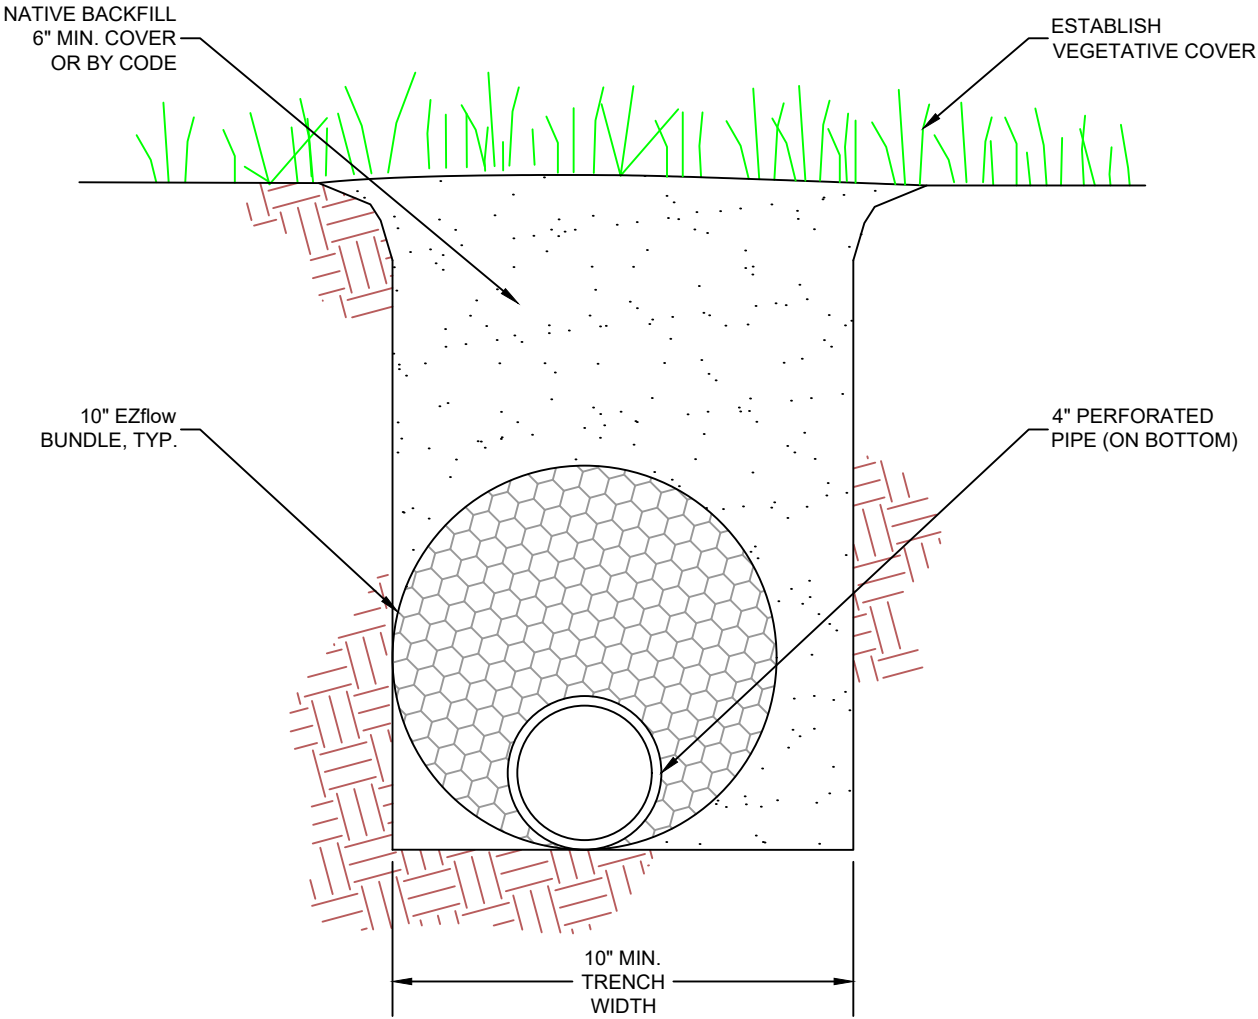 NATIVE BACKFILL
6" MIN. COVER
OR BY CODE
ESTABLISH
VEGETATIVE COVER
10" EZflow
BUNDLE, TYP.
4" PERFORATED
PIPE (ON BOTTOM)
10" MIN.
TRENCH
WIDTH